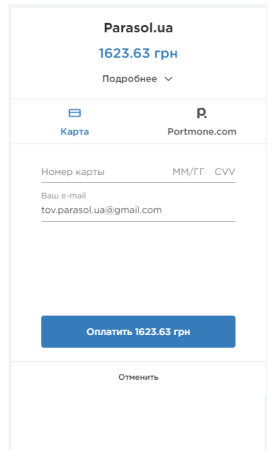 Parasol.ua
1623.63 грн
Подробнее
Карта
Portmone.com
Номер карты ММ/ГГ CVV
Ваш e-mail
tov.parasol.ua@gmail.com
Оплатить 1623.63 грн
Отменить